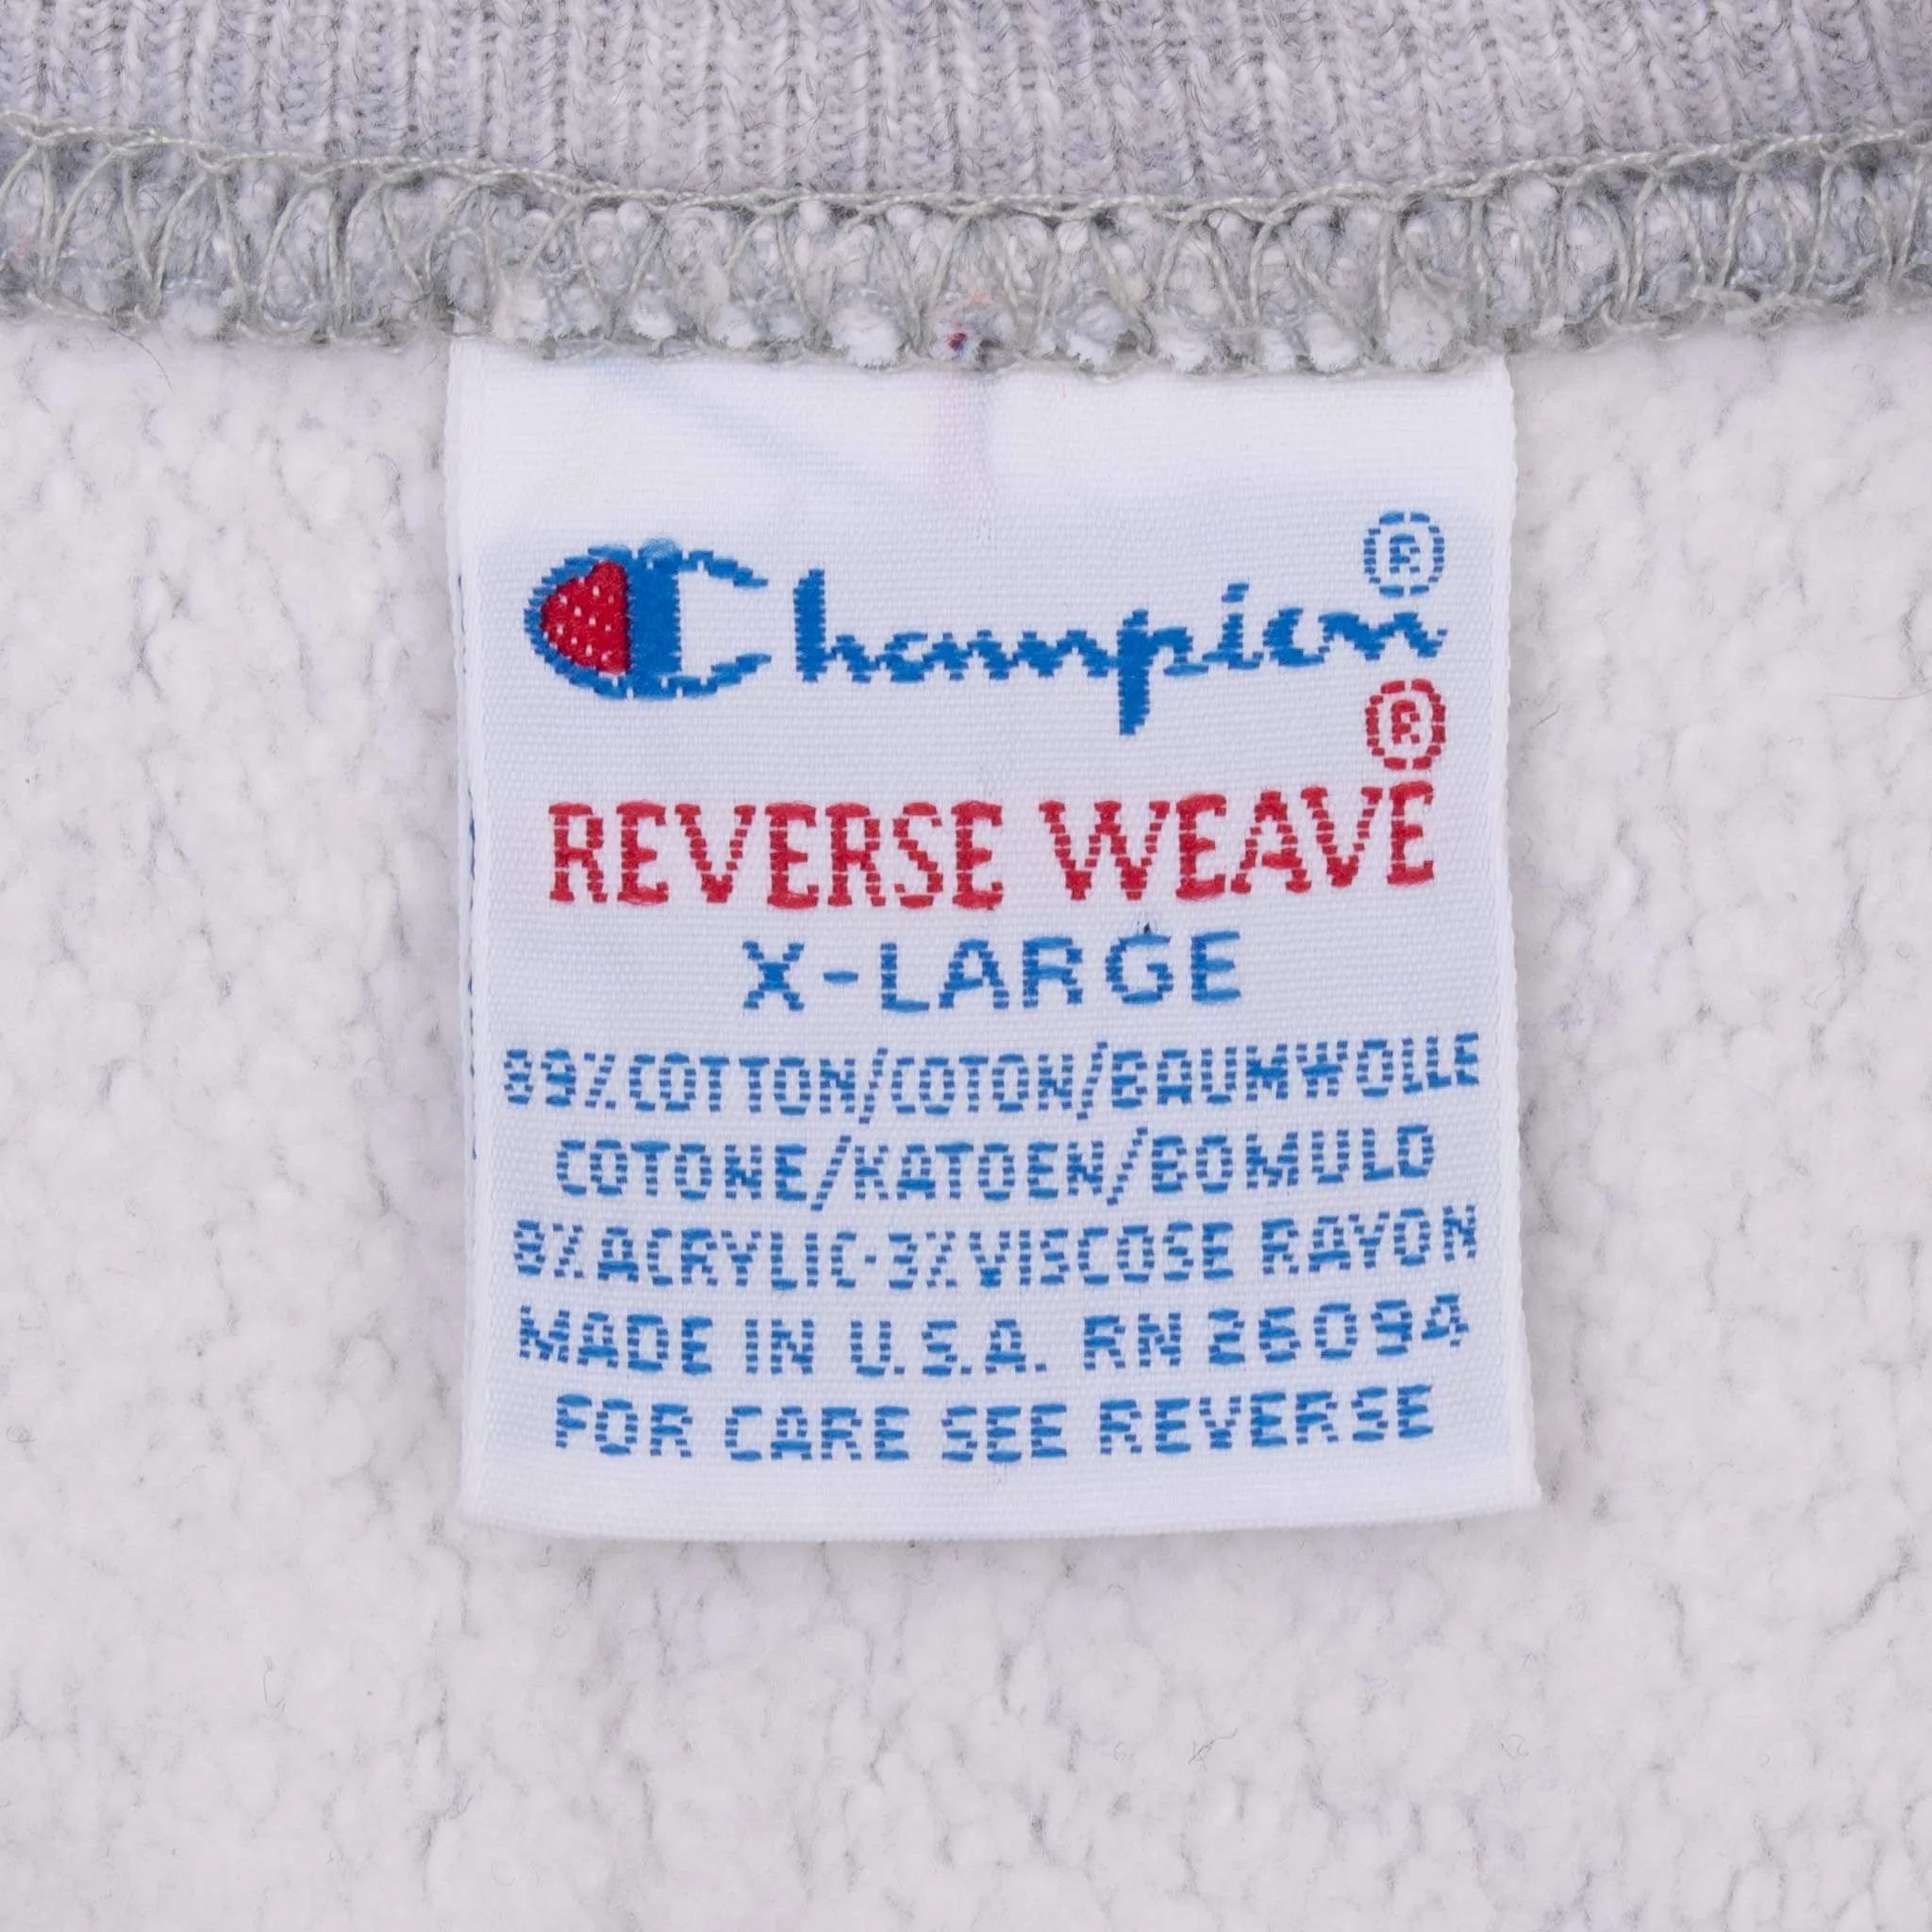 Champion®
REVERSE WEAVE®
X-LARGE
89% COTTON/COTON/BAUMWOLLE
COTONE/KATOEN/BOMULD
8% ACRYLIC·3% VISCOSE RAYON
MADE IN U.S.A. RN 26094
FOR CARE SEE REVERSE